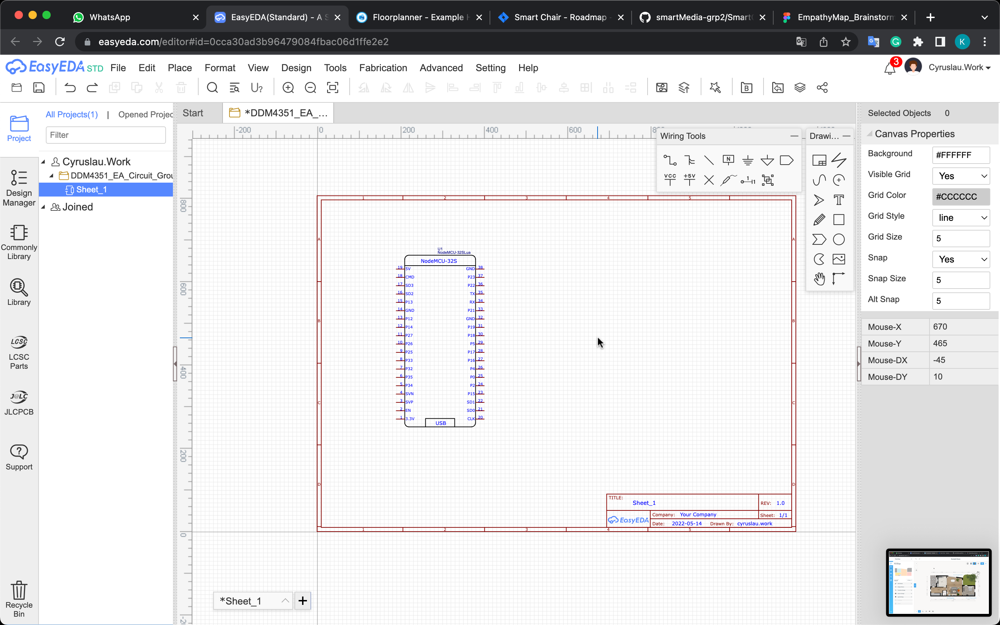 WhatsApp
EasyEDA(Standard) - A S
Floorplanner - Example H
Smart Chair - Roadmap -
smartMedia-grp2/SmartC
EmpathyMap_Brainstorm
easyeda.com/editor#id=0cca30ad3b96479084fbac06d1ffe2e2
K
EasyEDA STD
File Edit Place Format View Design Tools Fabrication Advanced Setting Help
3
Cyruslau.Work
Project
Design Manager
Commonly Library
Library
LCSC
LCSC Parts
J@LC
JLCPCB
Support
Recycle Bin
All Projects(1) | Opened Projec
Filter
Cyruslau.Work
DDM4351_EA_Circuit_Grou
Sheet_1
Joined
Start
*DDM4351_EA_...
-200 0 200 400 600
800
600
400
200
0
Wiring Tools
N
VCC +5V
Drawi...
1 2 3 4 5
A A
B B
C C
D D
1 2 3 4 5
U1
NodeMCU-32SLua
NodeMCU-32S
19 5V GND 38
18 CMD P23 37
17 SD3 P22 36
16 SD2 TX 35
15 P13 RX 34
14 GND P21 33
13 P12 GND 32
12 P14 P19 31
11 P27 P18 30
10 P26 P5 29
9 P25 P17 28
8 P33 P16 27
7 P32 P4 26
6 P35 P0 25
5 P34 P2 24
4 SVN P15 23
3 SVP SD1 22
2 EN SD0 21
1 3.3V CLK 20
USB
TITLE:
Sheet_1
REV: 1.0
EasyEDA
Company: Your Company
Sheet: 1/1
Date: 2022-05-14 Drawn By: cyruslau.work
*Sheet_1
Selected Objects 0
Canvas Properties
Background #FFFFFF
Visible Grid Yes
Grid Color #CCCCCC
Grid Style line
Grid Size 5
Snap Yes
Snap Size 5
Alt Snap 5
Mouse-X 670
Mouse-Y 465
Mouse-DX -45
Mouse-DY 10